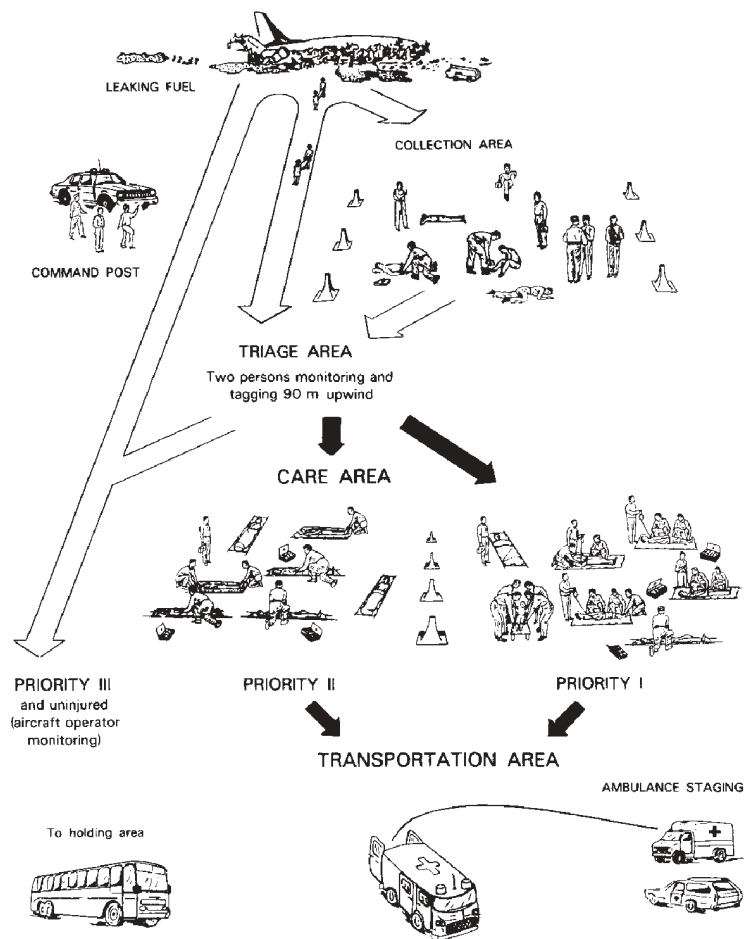 LEAKING FUEL
COLLECTION AREA
COMMAND POST
TRIAGE AREA
Two persons monitoring and
tagging 90 m upwind
CARE AREA
PRIORITY III
and uninjured
(aircraft operator
monitoring)
PRIORITY II
PRIORITY I
TRANSPORTATION AREA
AMBULANCE STAGING
To holding area